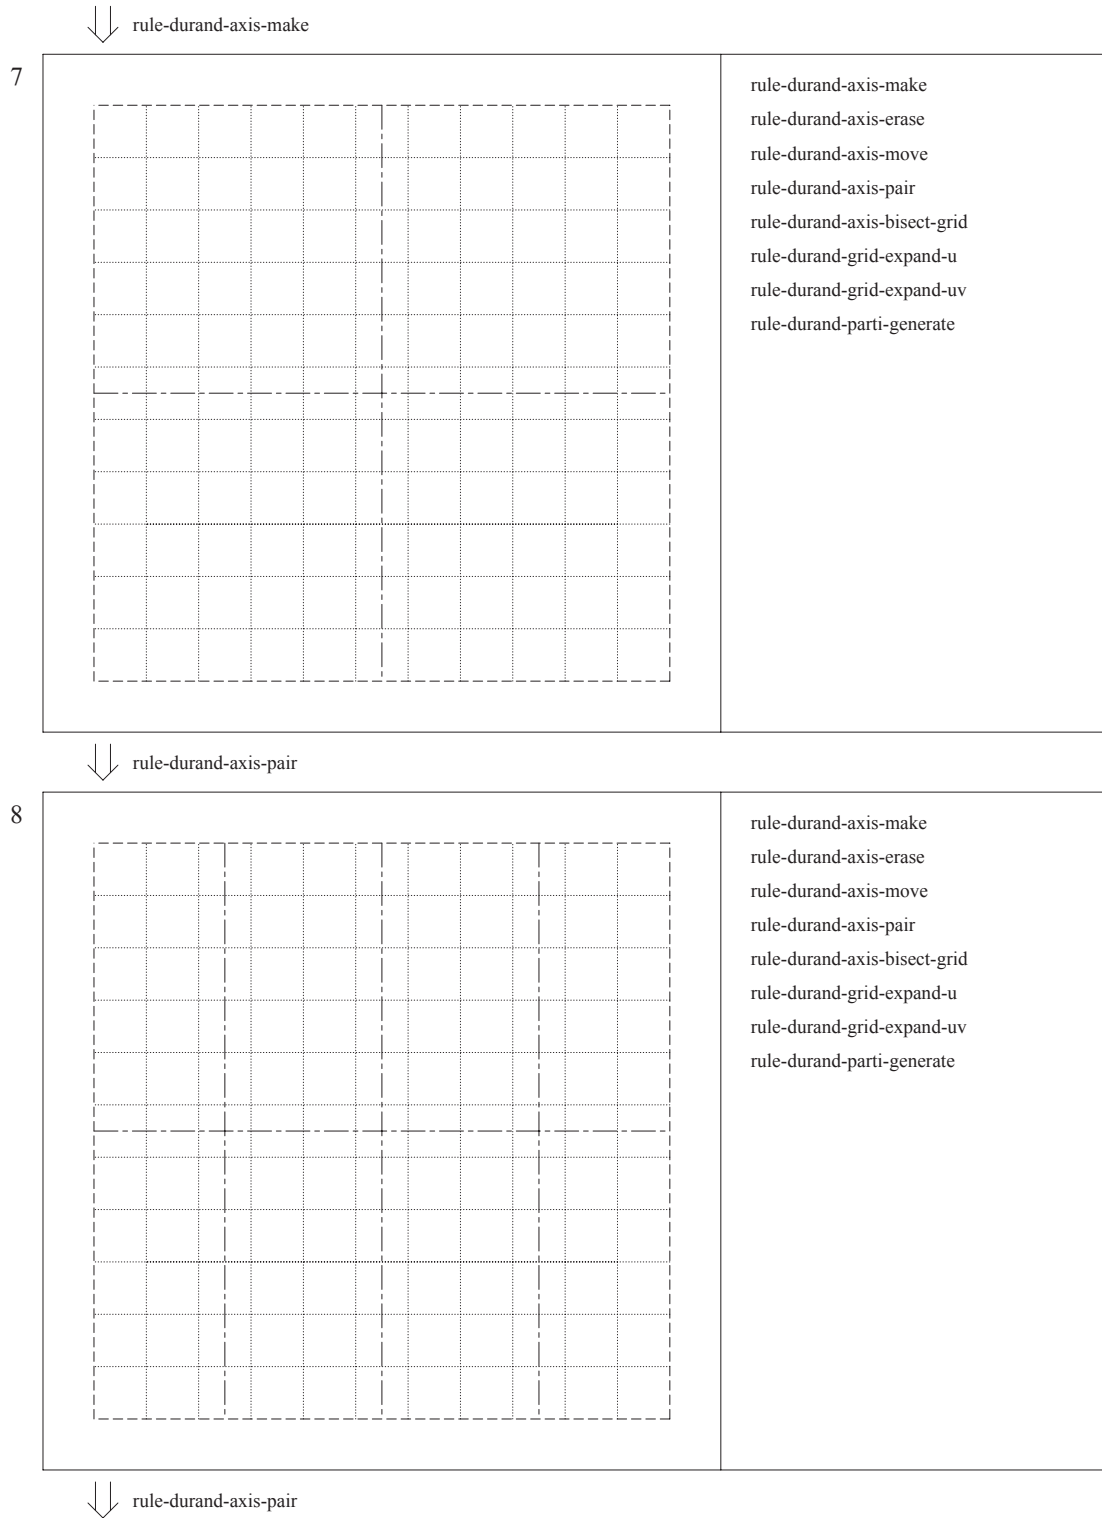 rule-durand-axis-make
7
rule-durand-axis-make
rule-durand-axis-erase
rule-durand-axis-move
rule-durand-axis-pair
rule-durand-axis-bisect-grid
rule-durand-grid-expand-u
rule-durand-grid-expand-uv
rule-durand-parti-generate
rule-durand-axis-pair
8
rule-durand-axis-make
rule-durand-axis-erase
rule-durand-axis-move
rule-durand-axis-pair
rule-durand-axis-bisect-grid
rule-durand-grid-expand-u
rule-durand-grid-expand-uv
rule-durand-parti-generate
rule-durand-axis-pair